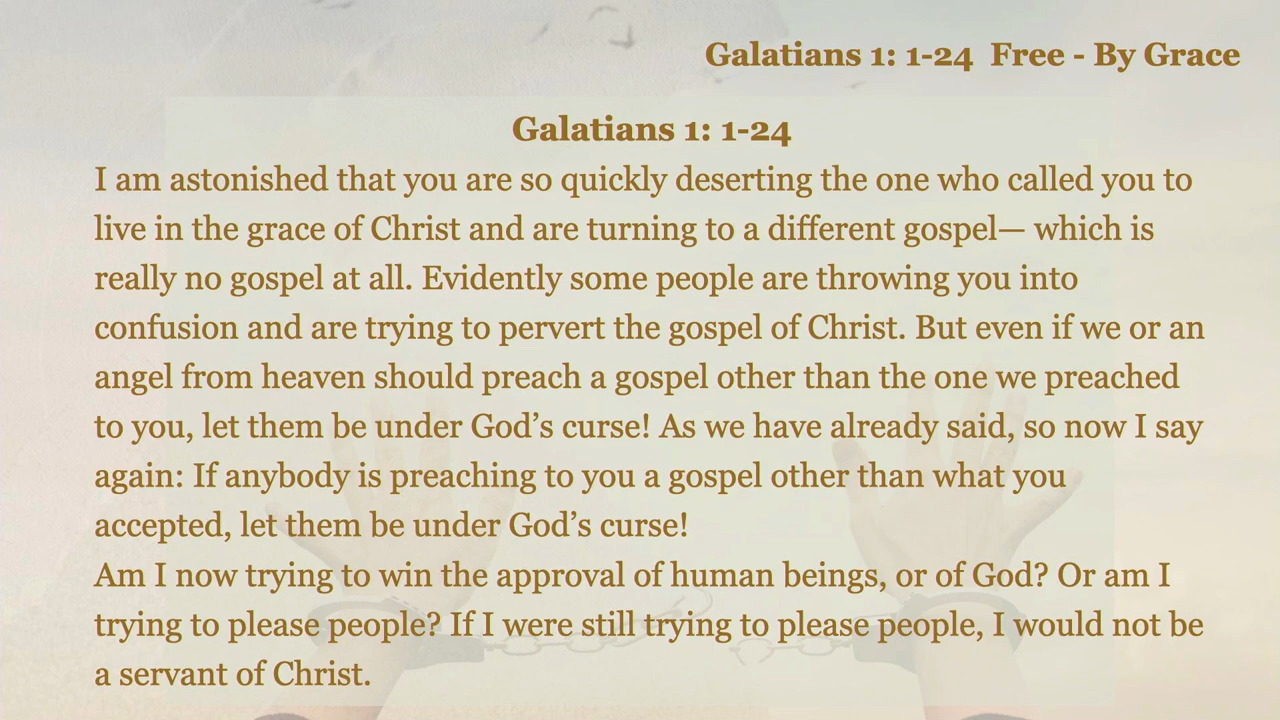 Galatians 1: 1-24  Free - By Grace
Galatians 1: 1-24
I am astonished that you are so quickly deserting the one who called you to
live in the grace of Christ and are turning to a different gospel— which is
really no gospel at all. Evidently some people are throwing you into
confusion and are trying to pervert the gospel of Christ. But even if we or an
angel from heaven should preach a gospel other than the one we preached
to you, let them be under God’s curse! As we have already said, so now I say
again: If anybody is preaching to you a gospel other than what you
accepted, let them be under God’s curse!
Am I now trying to win the approval of human beings, or of God? Or am I
trying to please people? If I were still trying to please people, I would not be
a servant of Christ.